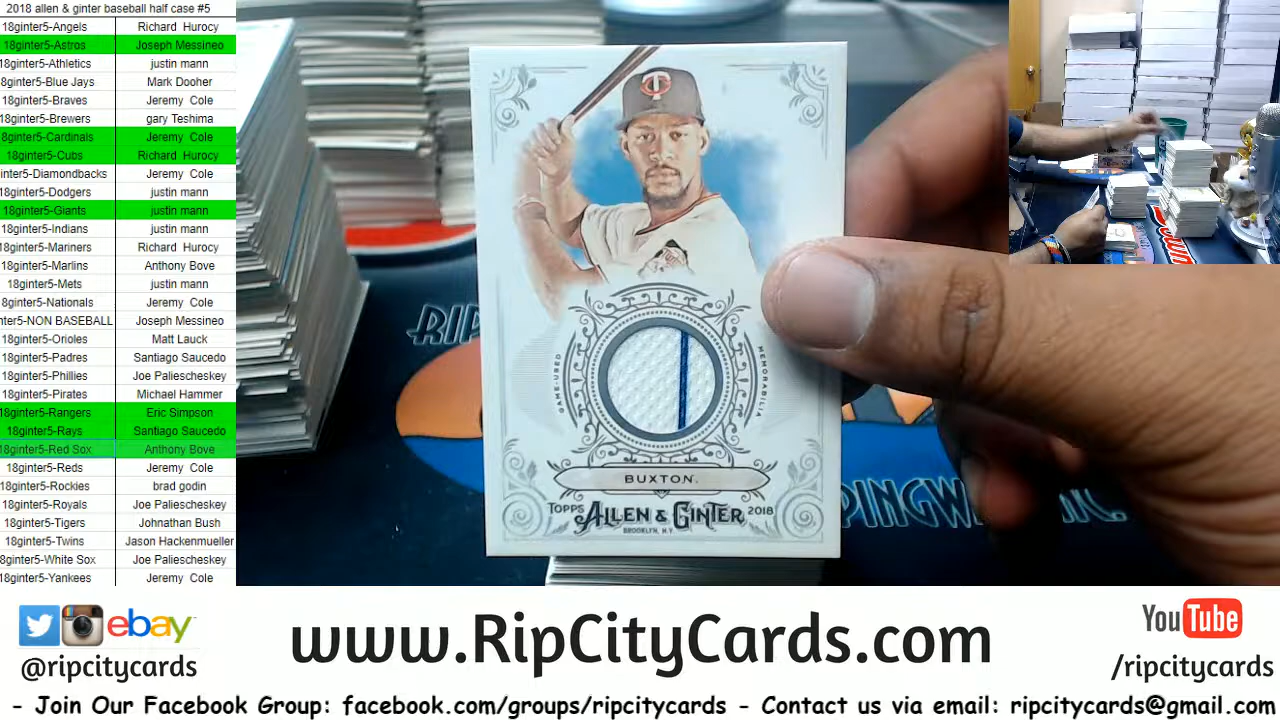 2018 allen & ginter baseball half case #5
18ginter5-Angels Richard Hurocy
18ginter5-Astros Joseph Messineo
18ginter5-Athletics justin mann
8ginter5-Blue Jays Mark Dooher
18ginter5-Braves Jeremy Cole
18ginter5-Brewers gary Teshima
8ginter5-Cardinals Jeremy Cole
18ginter5-Cubs Richard Hurocy
inter5-Diamondbacks Jeremy Cole
18ginter5-Dodgers justin mann
18ginter5-Giants justin mann
18ginter5-Indians justin mann
18ginter5-Mariners Richard Hurocy
18ginter5-Marlins Anthony Bove
18ginter5-Mets justin mann
8ginter5-Nationals Jeremy Cole
nter5-NON BASEBALL Joseph Messineo
18ginter5-Orioles Matt Lauck
18ginter5-Padres Santiago Saucedo
18ginter5-Phillies Joe Paliescheskey
18ginter5-Pirates Michael Hammer
18ginter5-Rangers Eric Simpson
18ginter5-Rays Santiago Saucedo
18ginter5-Red Sox Anthony Bove
18ginter5-Reds Jeremy Cole
18ginter5-Rockies brad godin
18ginter5-Royals Joe Paliescheskey
18ginter5-Tigers Johnathan Bush
18ginter5-Twins Jason Hackenmueller
8ginter5-White Sox Joe Paliescheskey
18ginter5-Yankees Jeremy Cole
TC
GAME-USED
MEMORABILIA
BUXTON.
TOPPS ALLEN & GINTER 2018
BROOKLYN, N.Y.
RIP
PINGW
ebay
@ripcitycards
www.RipCityCards.com
YouTube
/ripcitycards
- Join Our Facebook Group: facebook.com/groups/ripcitycards - Contact us via email: ripcitycards@gmail.com